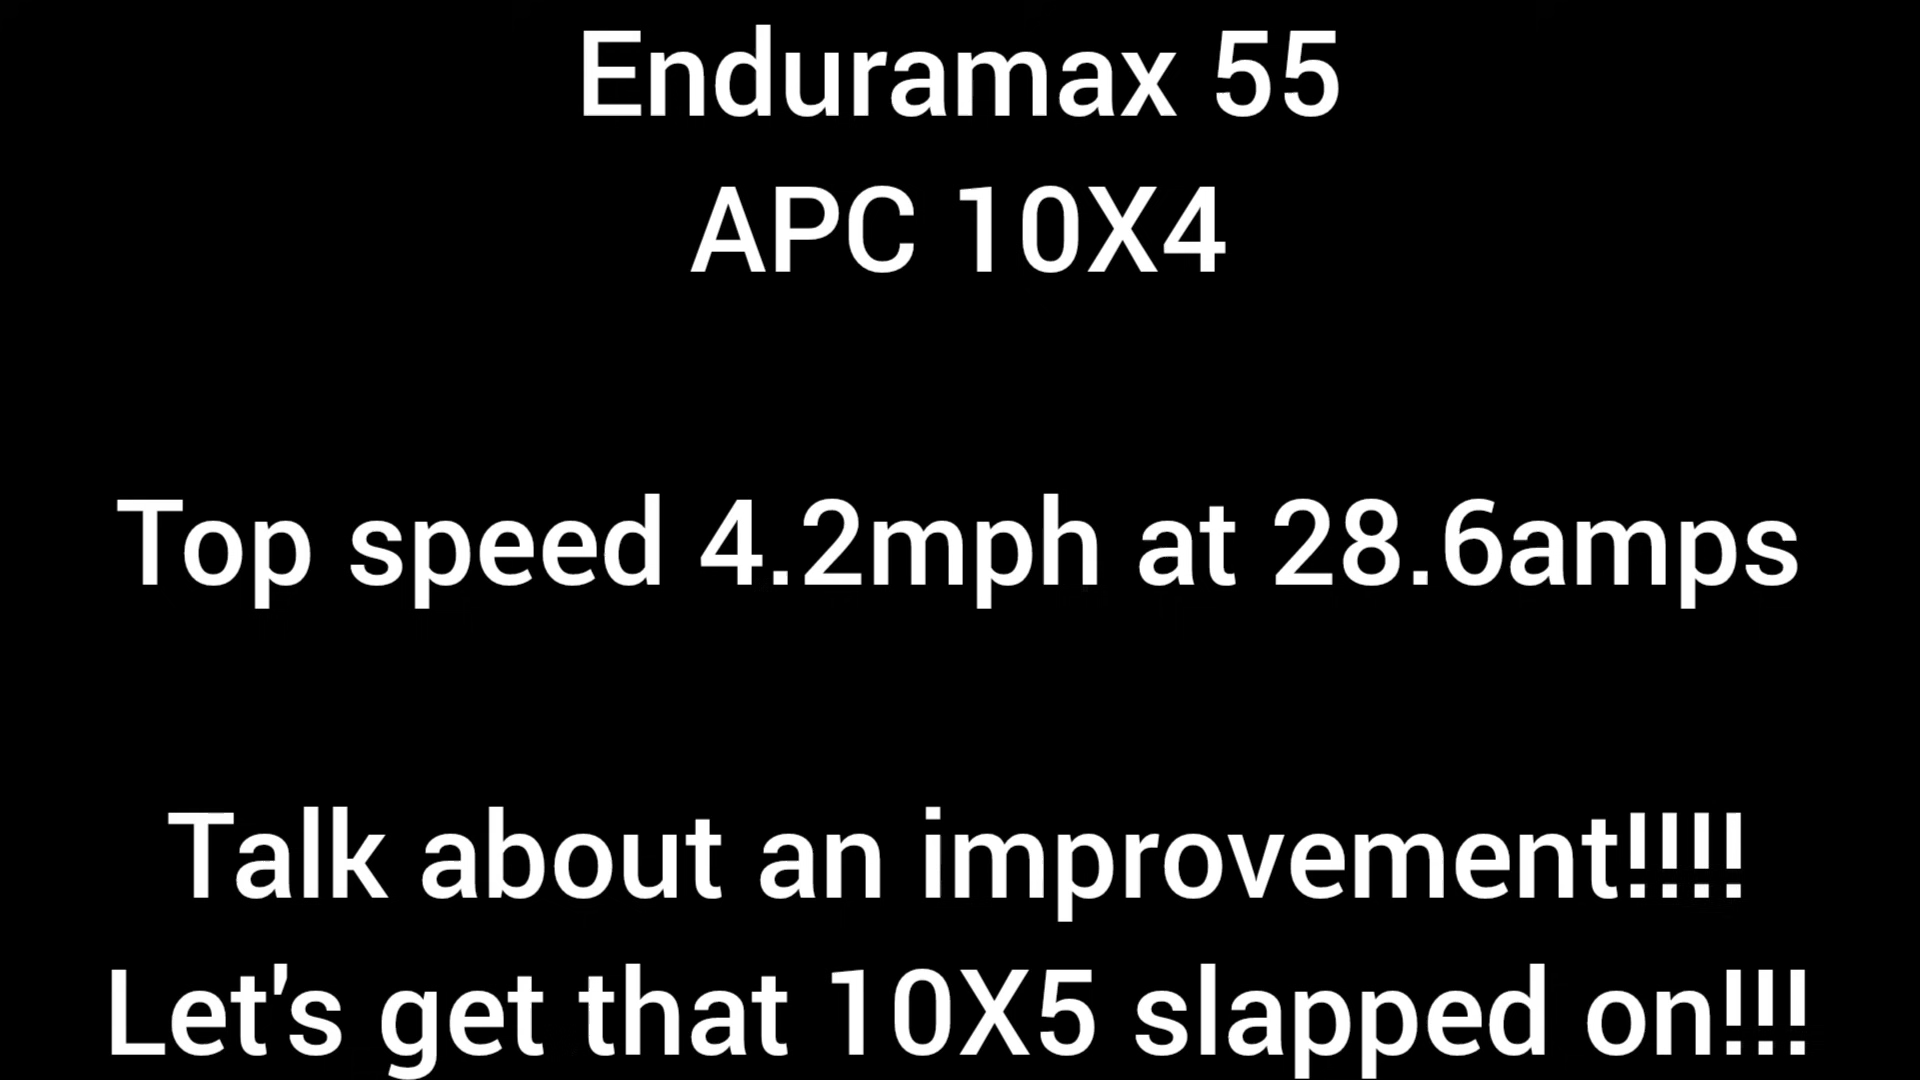 Enduramax 55
APC 10X4
Top speed 4.2mph at 28.6amps
Talk about an improvement!!!!
Let's get that 10X5 slapped on!!!